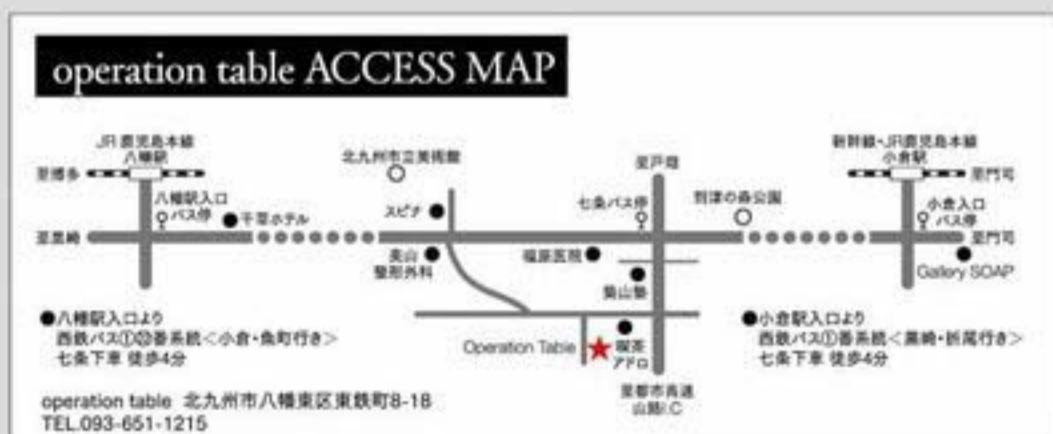 operation table ACCESS MAP
JR鹿児島本線
八幡駅
至博多
八幡駅入口
バス停
千草ホテル
至黒崎
北九州市立美術館
スピナ
美山
整形外科
至戸畑
七条バス停
福原医院
葉山塾
到津の森公園
新幹線・JR鹿児島本線
小倉駅
至門司
小倉入口
バス停
至門司
Gallery SOAP
●八幡駅入口より
西鉄バス①㉒番系統<小倉・魚町行き>
七条下車 徒歩4分
Operation Table
喫茶
アドロ
至都市高速
山路I.C
●小倉駅入口より
西鉄バス①番系統<黒崎・折尾行き>
七条下車 徒歩4分
operation table 北九州市八幡東区東鉄町8-18
TEL.093-651-1215